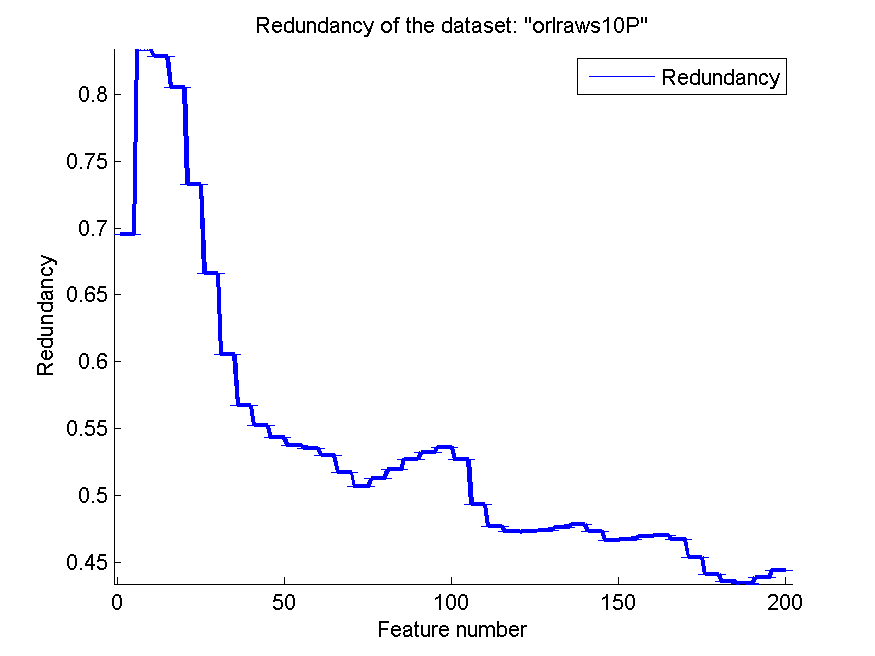 Redundancy of the dataset: "orlraws10P"
Redundancy
0.8
0.75
0.7
0.65
0.6
0.55
0.5
0.45
Redundancy
0 50 100 150 200
Feature number